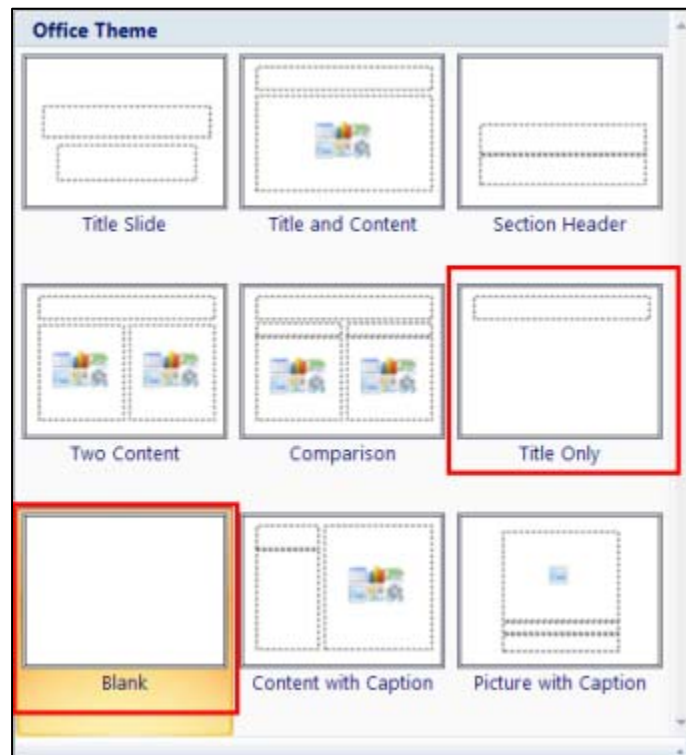 Office Theme
Title Slide
Title and Content
Section Header
Two Content
Comparison
Title Only
Blank
Content with Caption
Picture with Caption